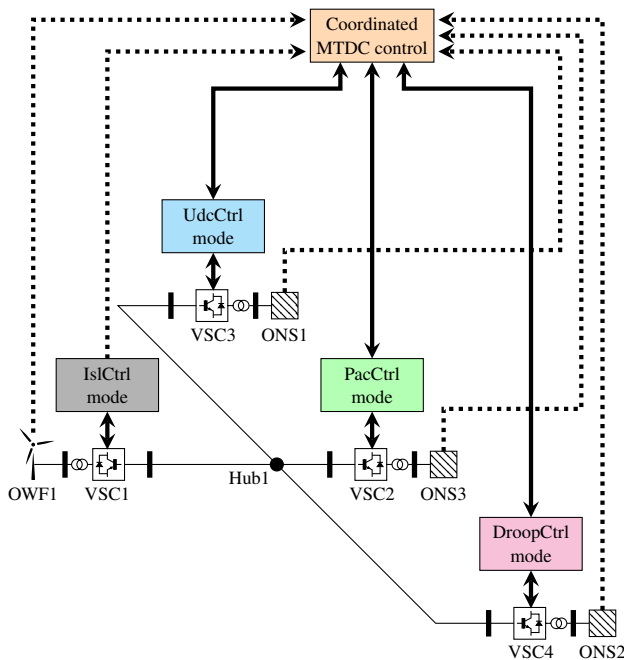 Coordinated
MTDC control
UdcCtrl
mode
VSC3
ONS1
IslCtrl
mode
PacCtrl
mode
OWF1
VSC1
Hub1
VSC2
ONS3
DroopCtrl
mode
VSC4
ONS2